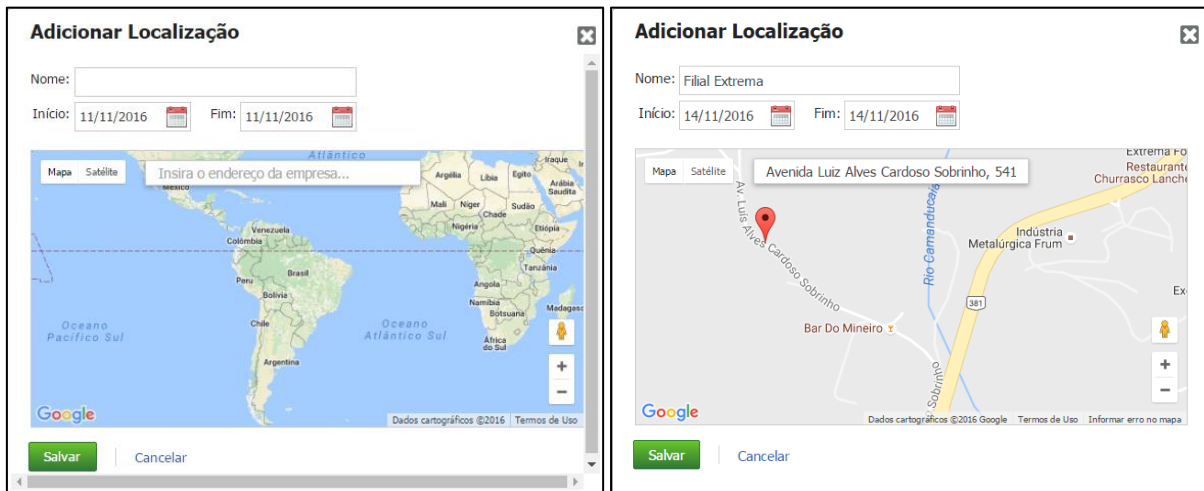 Adicionar Localização
Nome:
Início: 11/11/2016 Fim: 11/11/2016
Mapa Satélite Insira o endereço da empresa...
Atlântico
Iraque
Argélia Líbia Egito
Arábia Saudita
México
Mali Níger Sudão
Chade
Nigéria Etiópia
Venezuela
Colômbia
Quênia
Tanzânia
Brasil
Peru
Angola
Bolívia
Namíbia
Botsuana Madagasc
Chile
Oceano Pacífico Sul
Oceano Atlântico Sul
África do Sul
Argentina
Google
Dados cartográficos ©2016 Termos de Uso
Salvar Cancelar
Adicionar Localização
Nome: Filial Extrema
Início: 14/11/2016 Fim: 14/11/2016
Extrema Fo
Mapa Satélite Avenida Luiz Alves Cardoso Sobrinho, 541
Restaurante
Churrasco Lanche
Av. Luís Alves Cardoso Sobrinho
Rio Camanducaia
Indústria
Metalúrgica Frum
Ex
381
Bar Do Mineiro
Sobrinho
Google
Dados cartográficos ©2016 Google Termos de Uso Informar erro no mapa
Salvar Cancelar